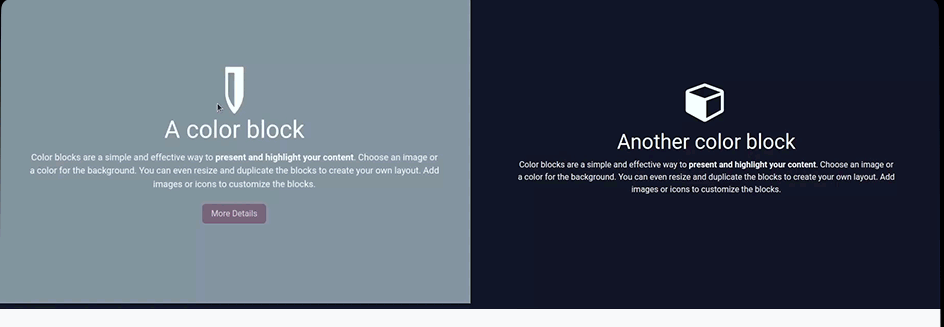 A color block
Color blocks are a simple and effective way to present and highlight your content. Choose an image or
a color for the background. You can even resize and duplicate the blocks to create your own layout. Add
images or icons to customize the blocks.
More Details
Another color block
Color blocks are a simple and effective way to present and highlight your content. Choose an image or
a color for the background. You can even resize and duplicate the blocks to create your own layout. Add
images or icons to customize the blocks.